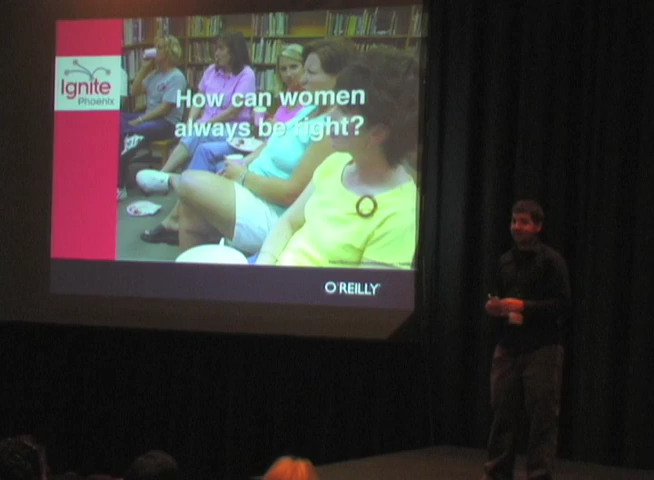 Ignite
Phoenix
How can women
always be right?
O'REILLY